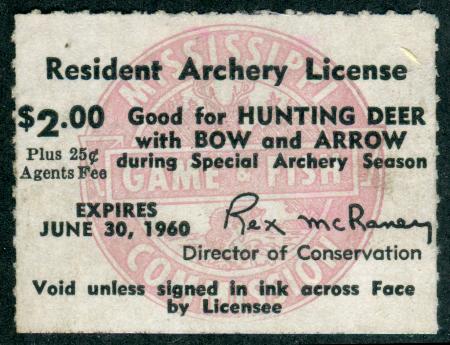 Resident Archery License
$2.00 Good for HUNTING DEER
with BOW and ARROW
Plus 25¢ during Special Archery Season
Agents Fee
MISSISSIPPI
GAME & FISH
COMMISSION
EXPIRES
JUNE 30, 1960
Rex McRaney
Director of Conservation
Void unless signed in ink across Face
by Licensee